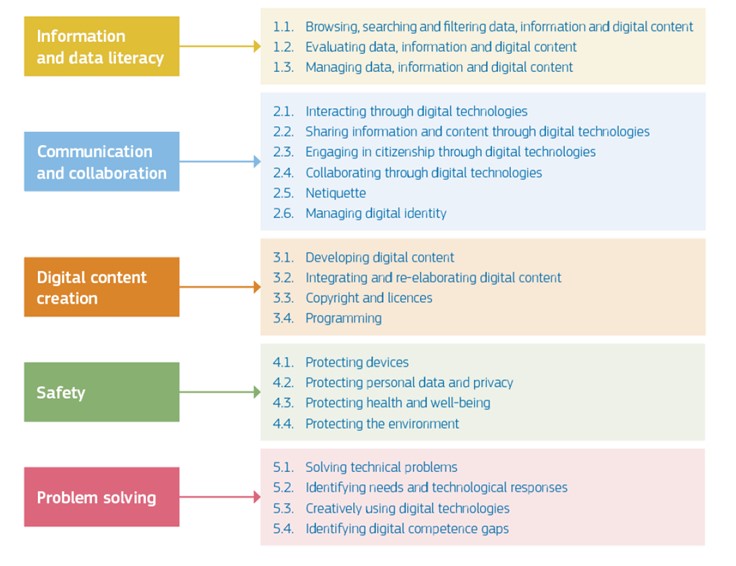 Information
and data literacy
1.1. Browsing, searching and filtering data, information and digital content
1.2. Evaluating data, information and digital content
1.3. Managing data, information and digital content
Communication
and collaboration
2.1. Interacting through digital technologies
2.2. Sharing information and content through digital technologies
2.3. Engaging in citizenship through digital technologies
2.4. Collaborating through digital technologies
2.5. Netiquette
2.6. Managing digital identity
Digital content
creation
3.1. Developing digital content
3.2. Integrating and re-elaborating digital content
3.3. Copyright and licences
3.4. Programming
Safety
4.1. Protecting devices
4.2. Protecting personal data and privacy
4.3. Protecting health and well-being
4.4. Protecting the environment
Problem solving
5.1. Solving technical problems
5.2. Identifying needs and technological responses
5.3. Creatively using digital technologies
5.4. Identifying digital competence gaps